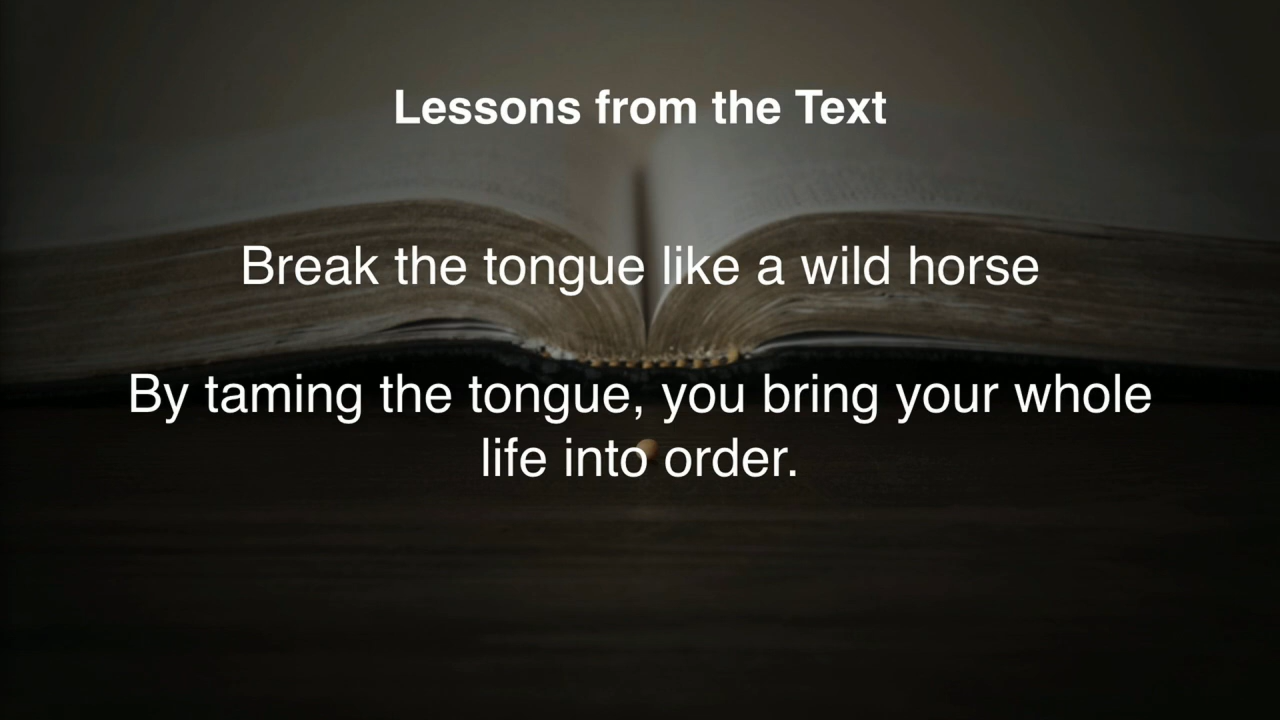 Lessons from the Text
Break the tongue like a wild horse
By taming the tongue, you bring your whole
life into order.